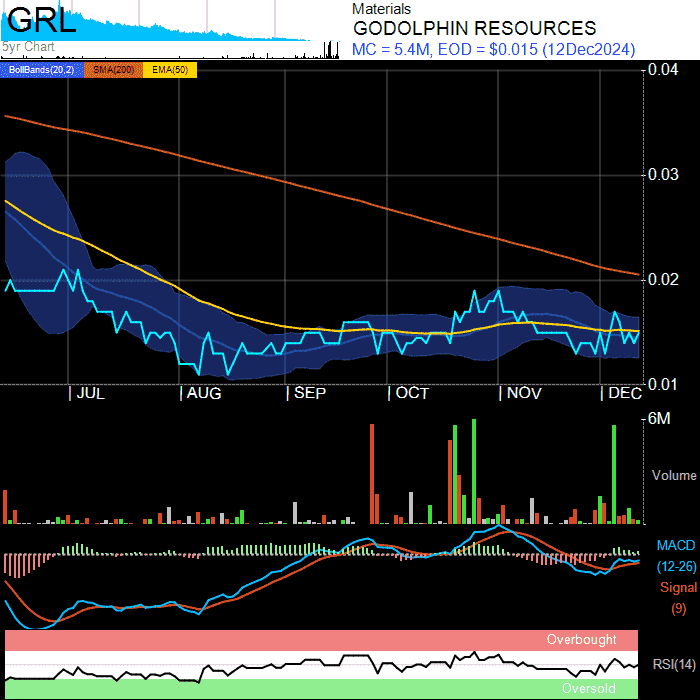 GRL
5yr Chart
Materials
GODOLPHIN RESOURCES
MC = 5.4M, EOD = $0.015 (12Dec2024)
BollBands(20,2) SMA(200) EMA(50)
0.04
0.03
0.02
0.01
JUL AUG SEP OCT NOV DEC
6M
Volume
MACD
(12-26)
Signal
(9)
Overbought
RSI(14)
Oversold